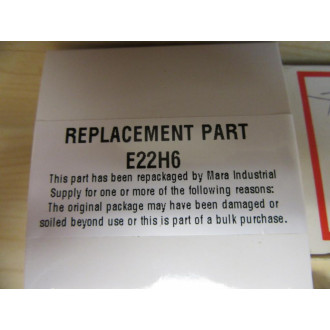 REPLACEMENT PART
E22H6
This part has been repackaged by Mara Industrial
Supply for one or more of the following reasons:
The original package may have been damaged or
soiled beyond use or this is part of a bulk purchase.